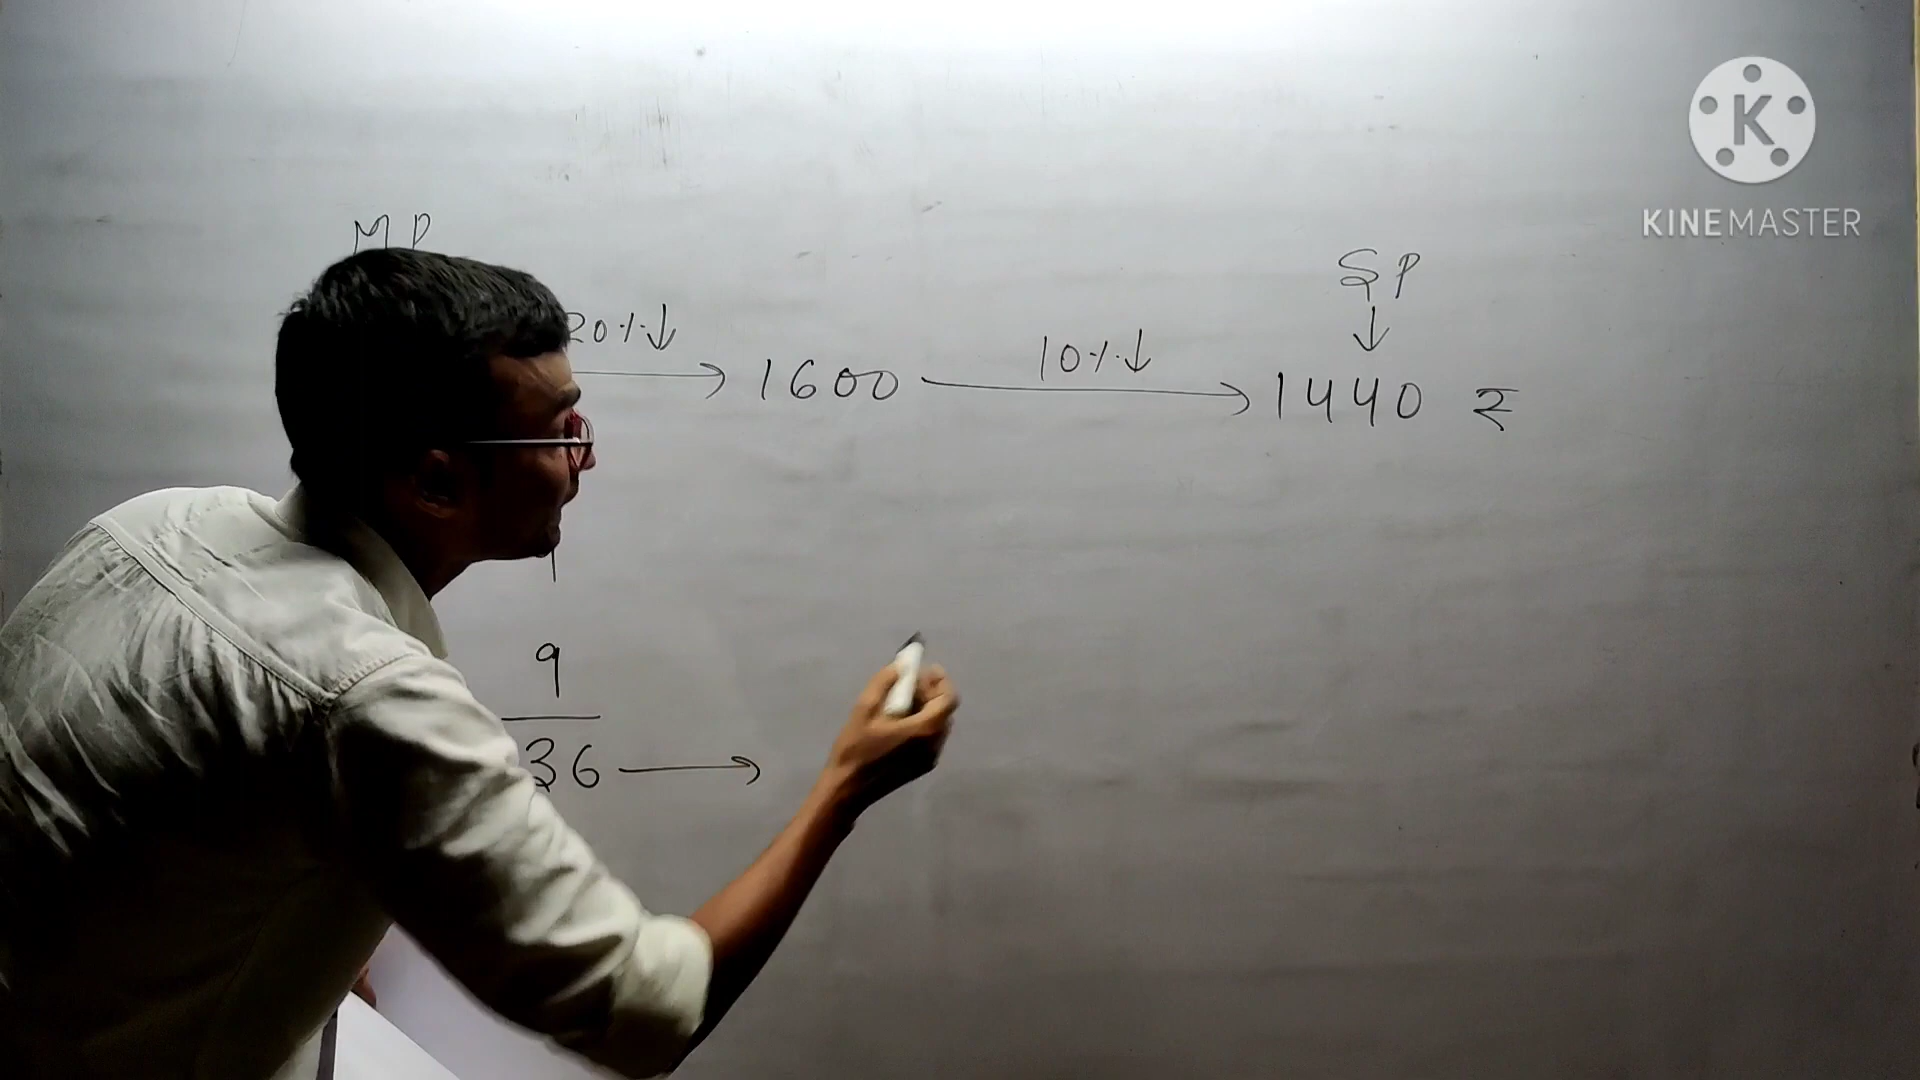 K
KINEMASTER
MP
SP
↓
20%↓
10%↓
→ 1600 → 1440 ₹
9
36 →